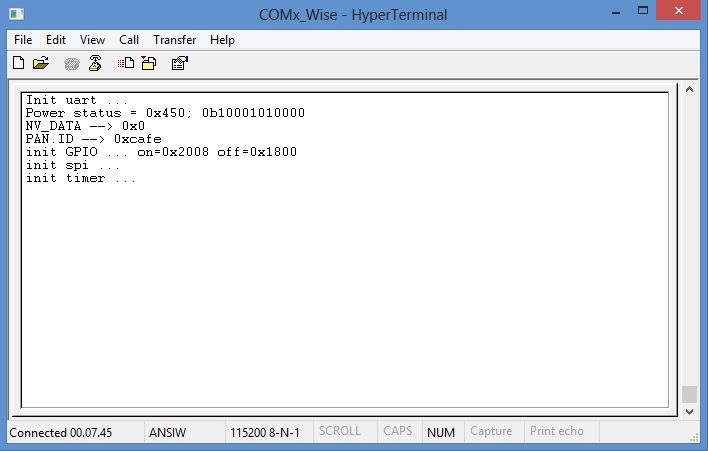 COMx_Wise - HyperTerminal
File Edit View Call Transfer Help
Init uart ...
Power status = 0x450; 0b10001010000
NV_DATA --> 0x0
PAN.ID --> 0xcafe
init GPIO ... on=0x2008 off=0x1800
init spi ...
init timer ...
Connected 00.07.45 ANSIW 115200 8-N-1 SCROLL CAPS NUM Capture Print echo